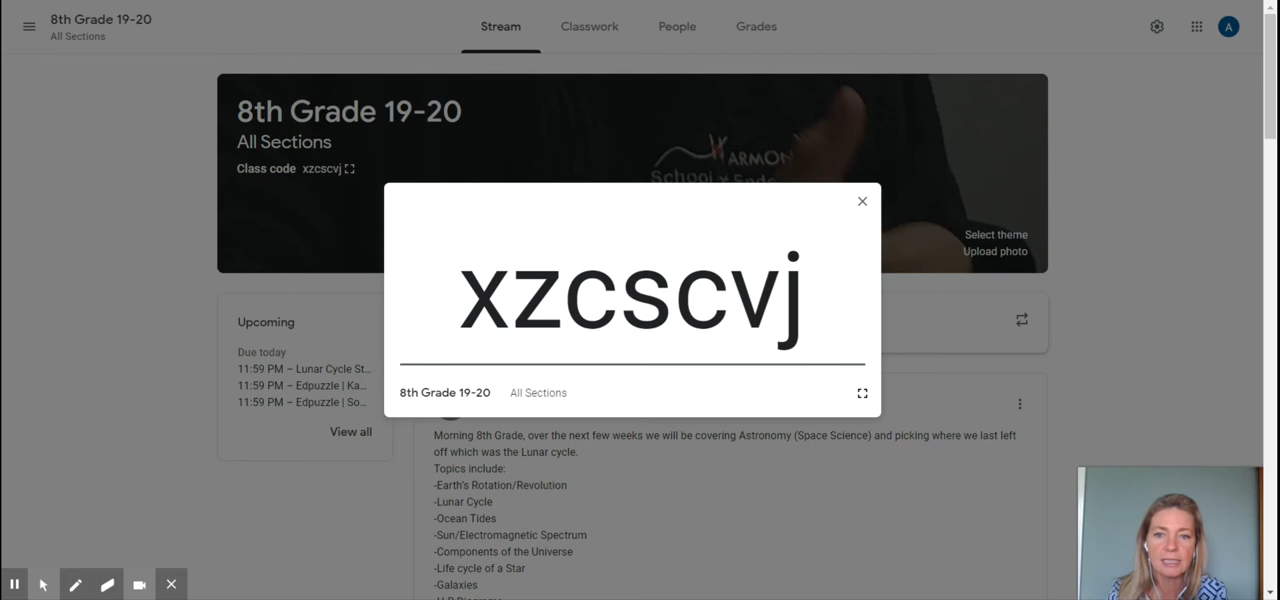 8th Grade 19-20
All Sections
Stream
Classwork
People
Grades
A
8th Grade 19-20
All Sections
Class code xzcscvj
HARMON
School of
Select theme
Upload photo
xzcscvj
8th Grade 19-20 All Sections
Upcoming
Due today
11:59 PM – Lunar Cycle St...
11:59 PM – Edpuzzle | Ka...
11:59 PM – Edpuzzle | So...
View all
Morning 8th Grade, over the next few weeks we will be covering Astronomy (Space Science) and picking where we last left
off which was the Lunar cycle.
Topics include:
-Earth's Rotation/Revolution
-Lunar Cycle
-Ocean Tides
-Sun/Electromagnetic Spectrum
-Components of the Universe
-Life cycle of a Star
-Galaxies